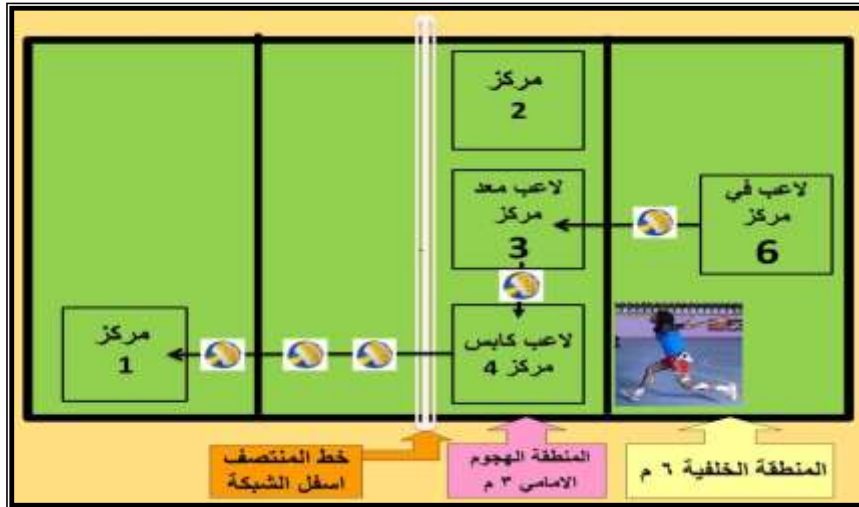 مركز
2
لاعب معد
مركز
3
لاعب في
مركز
6
لاعب كابس
مركز 4
مركز
1
خط المنتصف
اسفل الشبكة
المنطقة الهجوم
الامامى ٣ م
المنطقة الخلفية ٦ م